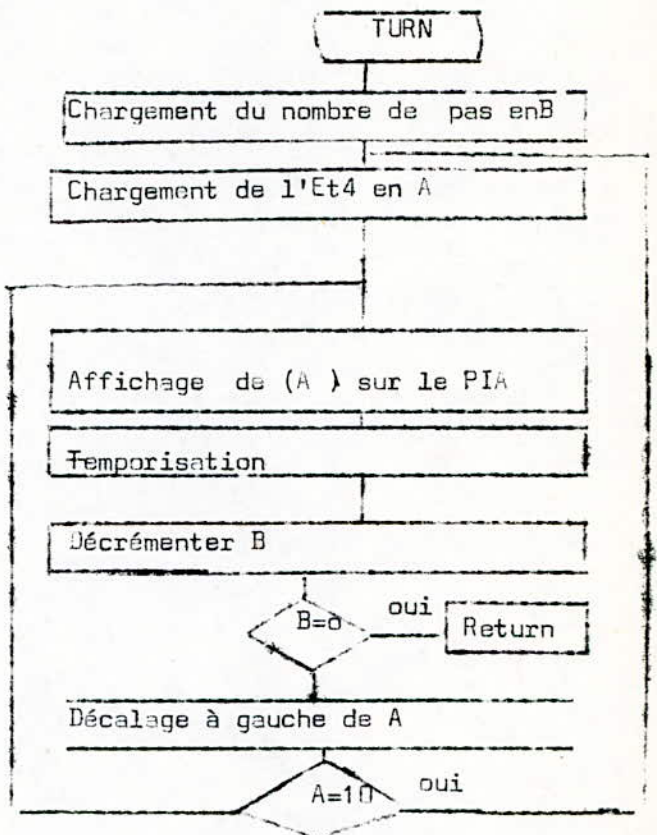 TURN
Chargement du nombre de pas enB
Chargement de l'Et4 en A
Affichage de (A ) sur le PIA
Temporisation
Décrémenter B
B=0
oui
Return
Décalage à gauche de A
A=10
oui